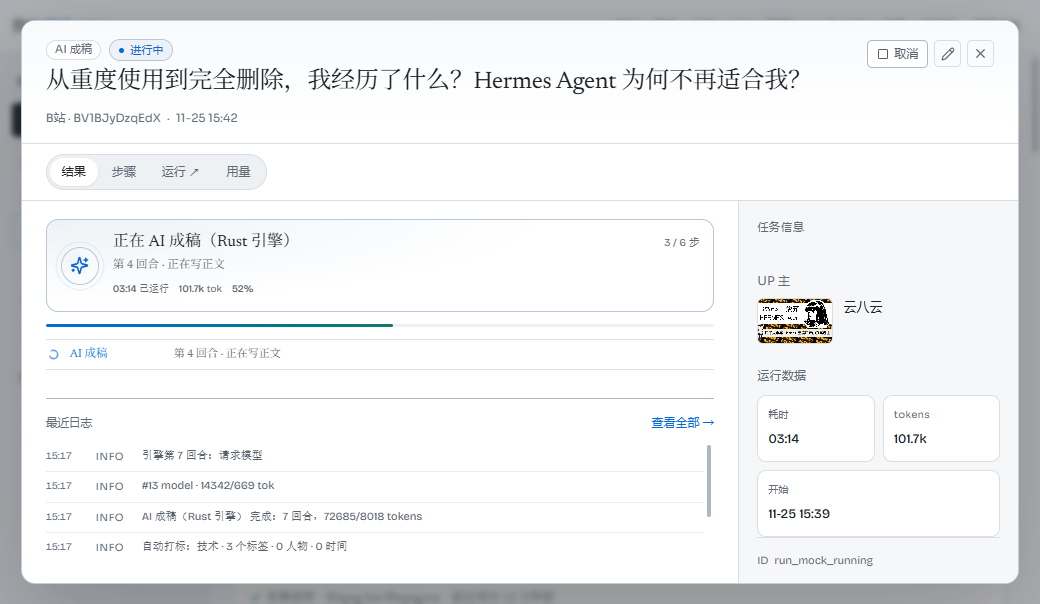 AI 成稿
进行中
取消
从重度使用到完全删除，我经历了什么？Hermes Agent 为何不再适合我？
B站 · BV1BJyDzqEdX · 11-25 15:42
结果
步骤
运行 ↗
用量
正在 AI 成稿（Rust 引擎）
3 / 6 步
第 4 回合 · 正在写正文
03:14 已运行 101.7k tok 52%
AI 成稿 第 4 回合 · 正在写正文
最近日志
查看全部 →
15:17 INFO 引擎第 7 回合：请求模型
15:17 INFO #13 model · 14342/669 tok
15:17 INFO AI 成稿（Rust 引擎） 完成：7 回合，72685/8018 tokens
15:17 INFO 自动打标：技术 · 3 个标签 · 0 人物 · 0 时间
任务信息
UP 主
云八云
运行数据
耗时
03:14
tokens
101.7k
开始
11-25 15:39
ID run_mock_running